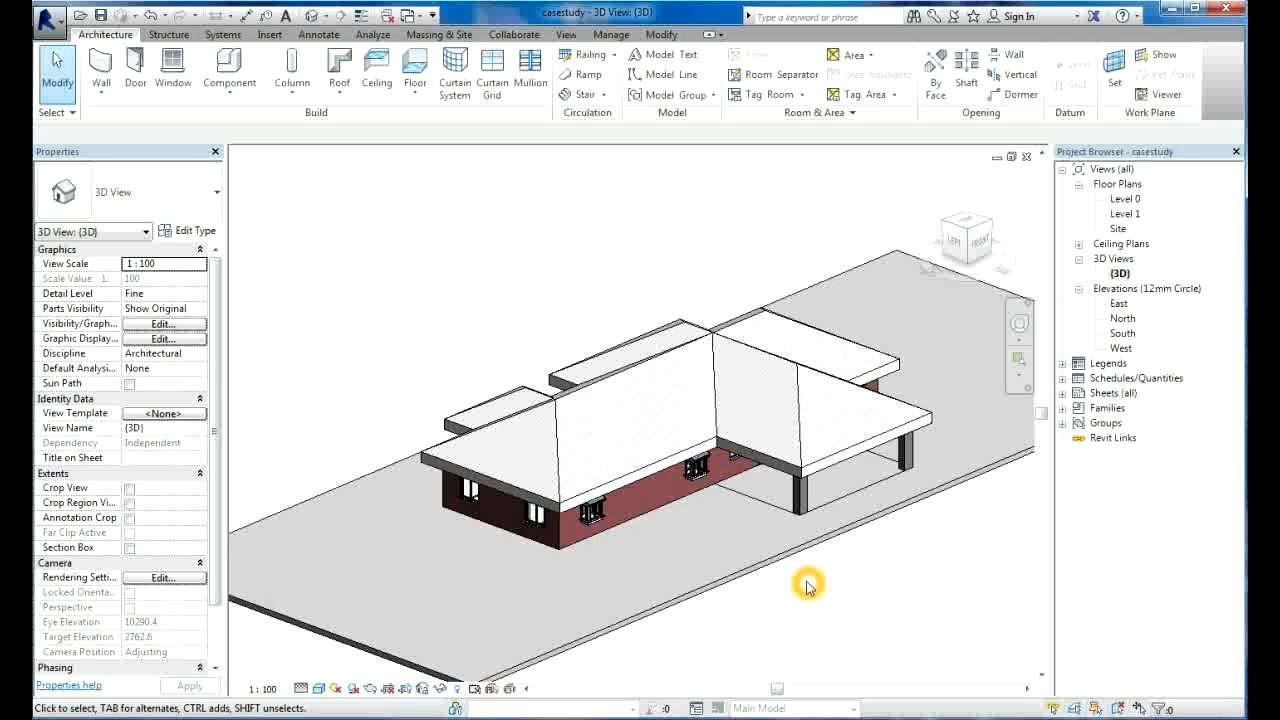 casestudy - 3D View: {3D}
Type a keyword or phrase
Sign In
Architecture Structure Systems Insert Annotate Analyze Massing & Site Collaborate View Manage Modify
Modify Wall Door Window Component Column Roof Ceiling Floor Curtain System Curtain Grid Mullion
Railing Ramp Stair
Model Text Model Line Model Group
Room Separator Tag Room
Area Area Boundary Tag Area
By Face Shaft Wall Vertical Dormer
Level Grid
Set Show Ref Plane Viewer
Select Build Circulation Model Room & Area Opening Datum Work Plane
Properties
3D View
3D View: {3D} Edit Type
Graphics
View Scale 1 : 100
Scale Value 1: 100
Detail Level Fine
Parts Visibility Show Original
Visibility/Graph... Edit...
Graphic Display... Edit...
Discipline Architectural
Default Analysi... None
Sun Path
Identity Data
View Template <None>
View Name {3D}
Dependency Independent
Title on Sheet
Extents
Crop View
Crop Region Vi...
Annotation Crop
Far Clip Active
Section Box
Camera
Rendering Setti... Edit...
Locked Orienta...
Perspective
Eye Elevation 10290.4
Target Elevation 2762.6
Camera Position Adjusting
Phasing
Properties help Apply
LEFT FRONT
1 : 100
Project Browser - casestudy
Views (all)
Floor Plans
Level 0
Level 1
Site
Ceiling Plans
3D Views
{3D}
Elevations (12mm Circle)
East
North
South
West
Legends
Schedules/Quantities
Sheets (all)
Families
Groups
Revit Links
Click to select, TAB for alternates, CTRL adds, SHIFT unselects.
:0
Main Model
:0